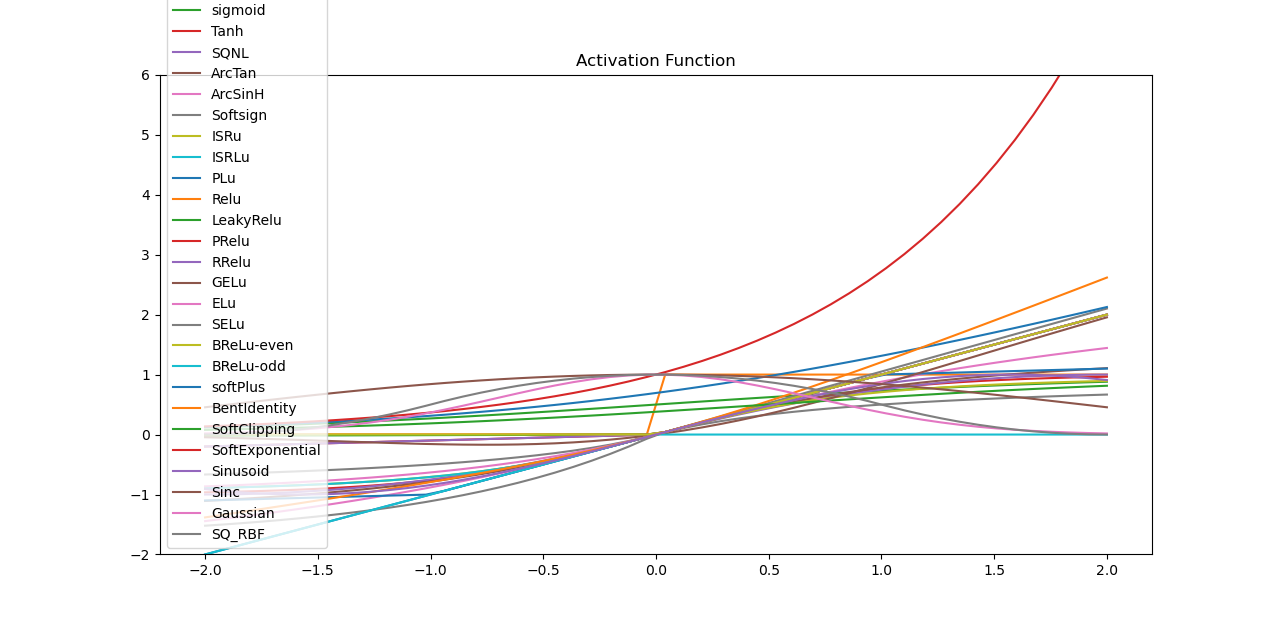 sigmoid
Tanh
SQNL
Activation Function
ArcTan
ArcSinH
Softsign
ISRu
ISRLu
PLu
Relu
LeakyRelu
PRelu
RRelu
GELu
ELu
SELu
BReLu-even
BReLu-odd
softPlus
BentIdentity
SoftClipping
SoftExponential
Sinusoid
Sinc
Gaussian
SQ_RBF
6
5
4
3
2
1
0
−1
−2
−2.0 −1.5 −1.0 −0.5 0.0 0.5 1.0 1.5 2.0